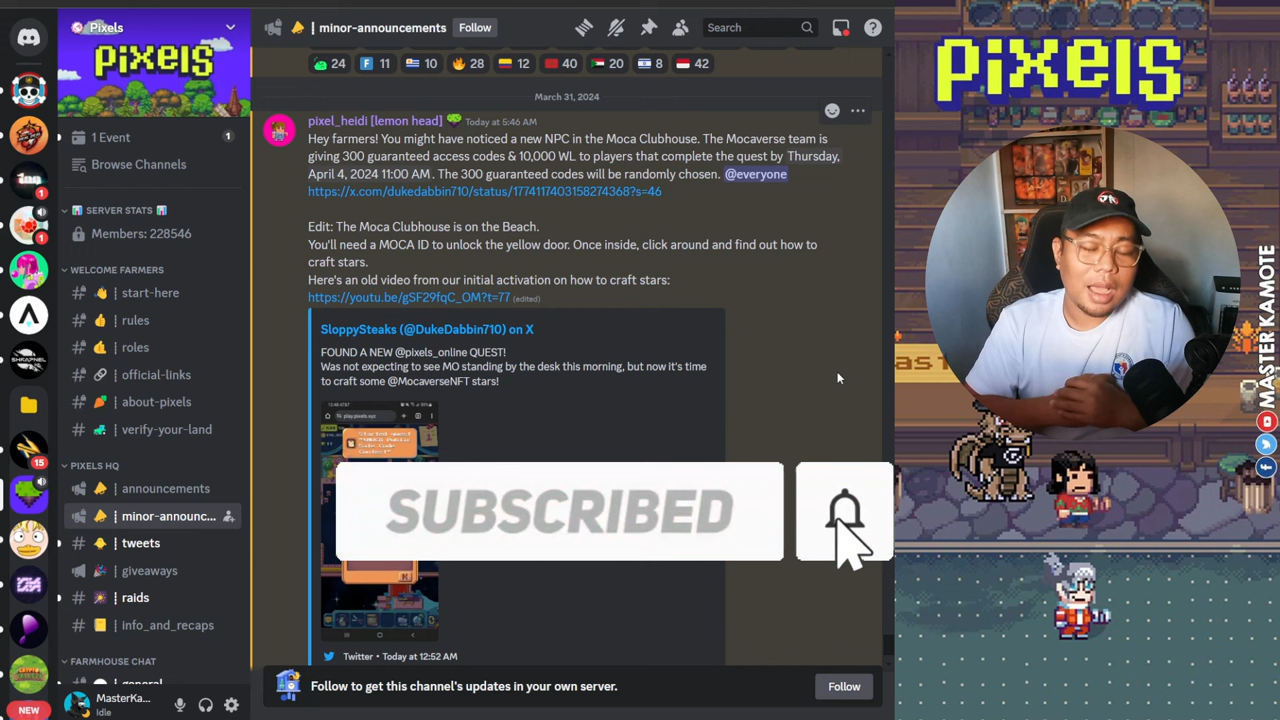 Pixels
pixels
1 Event
1
Browse Channels
SERVER STATS
Members: 228546
WELCOME FARMERS
start-here
rules
roles
official-links
about-pixels
verify-your-land
PIXELS HQ
announcements
minor-announc...
tweets
giveaways
raids
info_and_recaps
FARMHOUSE CHAT
general
MasterKa...
Idle
inq
1
1
SHRAPNEL
15
NEW
minor-announcements
Follow
Search
24
11
10
28
12
40
20
8
42
March 31, 2024
pixel_heidi [lemon head] Today at 5:46 AM
Hey farmers! You might have noticed a new NPC in the Moca Clubhouse. The Mocaverse team is
giving 300 guaranteed access codes & 10,000 WL to players that complete the quest by Thursday,
April 4, 2024 11:00 AM. The 300 guaranteed codes will be randomly chosen. @everyone
https://x.com/dukedabbin710/status/1774117403158274368?s=46
Edit: The Moca Clubhouse is on the Beach.
You'll need a MOCA ID to unlock the yellow door. Once inside, click around and find out how to
craft stars.
Here's an old video from our initial activation on how to craft stars:
https://youtu.be/gSF29fqC_OM?t=77 (edited)
SloppySteaks (@DukeDabbin710) on X
FOUND A NEW @pixels_online QUEST!
Was not expecting to see MO standing by the desk this morning, but now it's time
to craft some @MocaverseNFT stars!
play.pixels.xyz
SUBSCRIBED
Twitter • Today at 12:52 AM
Follow to get this channel's updates in your own server.
Follow
pixels
MASTER KAMOTE